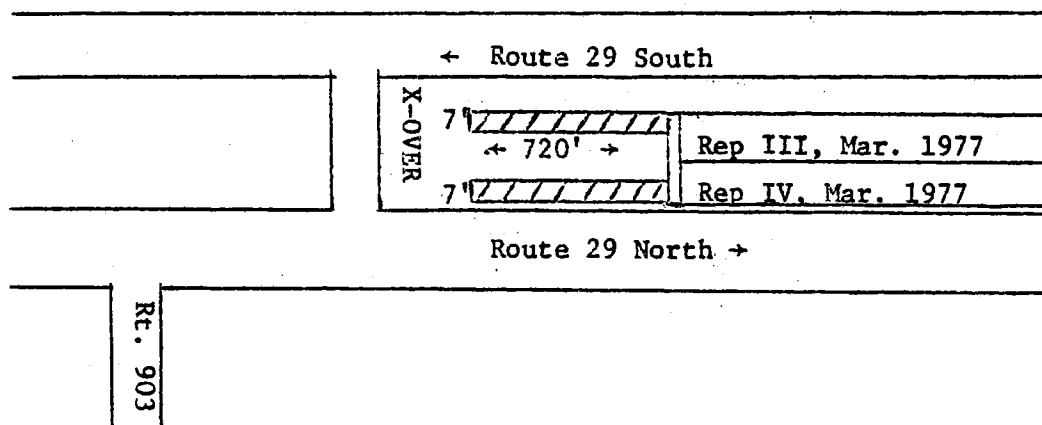 ← Route 29 South
X-OVER
7'
← 720' →
7'
Rep III, Mar. 1977
Rep IV, Mar. 1977
Route 29 North →
Rt. 903